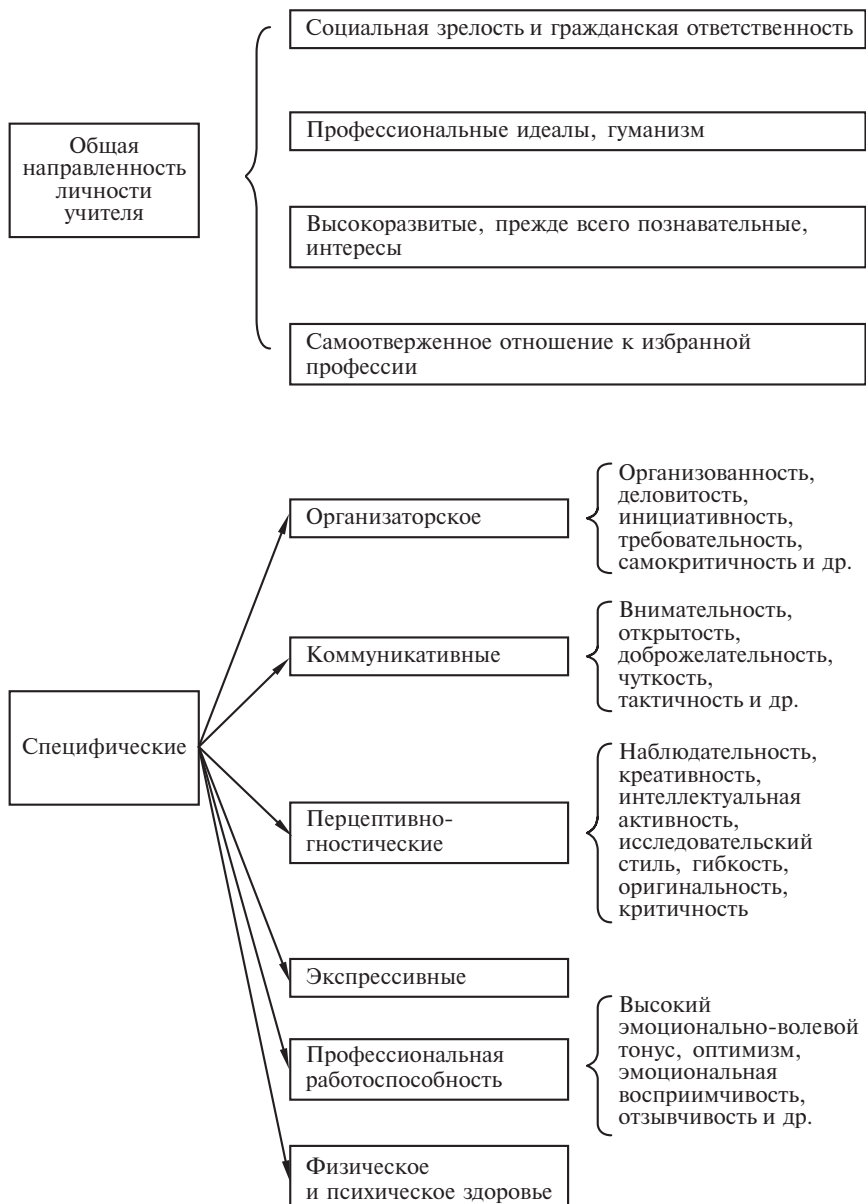 Общая
направленность
личности
учителя
Социальная зрелость и гражданская ответственность
Профессиональные идеалы, гуманизм
Высокоразвитые, прежде всего познавательные,
интересы
Самоотверженное отношение к избранной
профессии
Специфические
Организаторское
Организованность,
деловитость,
инициативность,
требовательность,
самокритичность и др.
Коммуникативные
Внимательность,
открытость,
доброжелательность,
чуткость,
тактичность и др.
Перцептивно-
гностические
Наблюдательность,
креативность,
интеллектуальная
активность,
исследовательский
стиль, гибкость,
оригинальность,
критичность
Экспрессивные
Профессиональная
работоспособность
Высокий
эмоционально-волевой
тонус, оптимизм,
эмоциональная
восприимчивость,
отзывчивость и др.
Физическое
и психическое здоровье